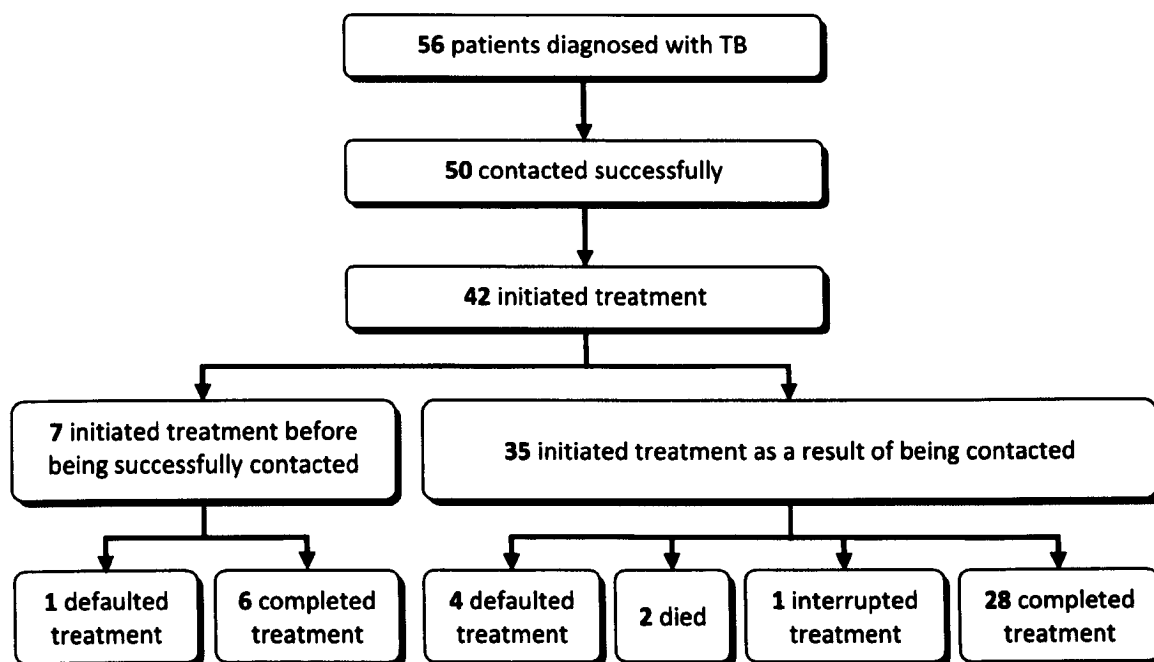 56 patients diagnosed with TB
50 contacted successfully
42 initiated treatment
7 initiated treatment before
being successfully contacted
35 initiated treatment as a result of being contacted
1 defaulted
treatment
6 completed
treatment
4 defaulted
treatment
2 died
1 interrupted
treatment
28 completed
treatment